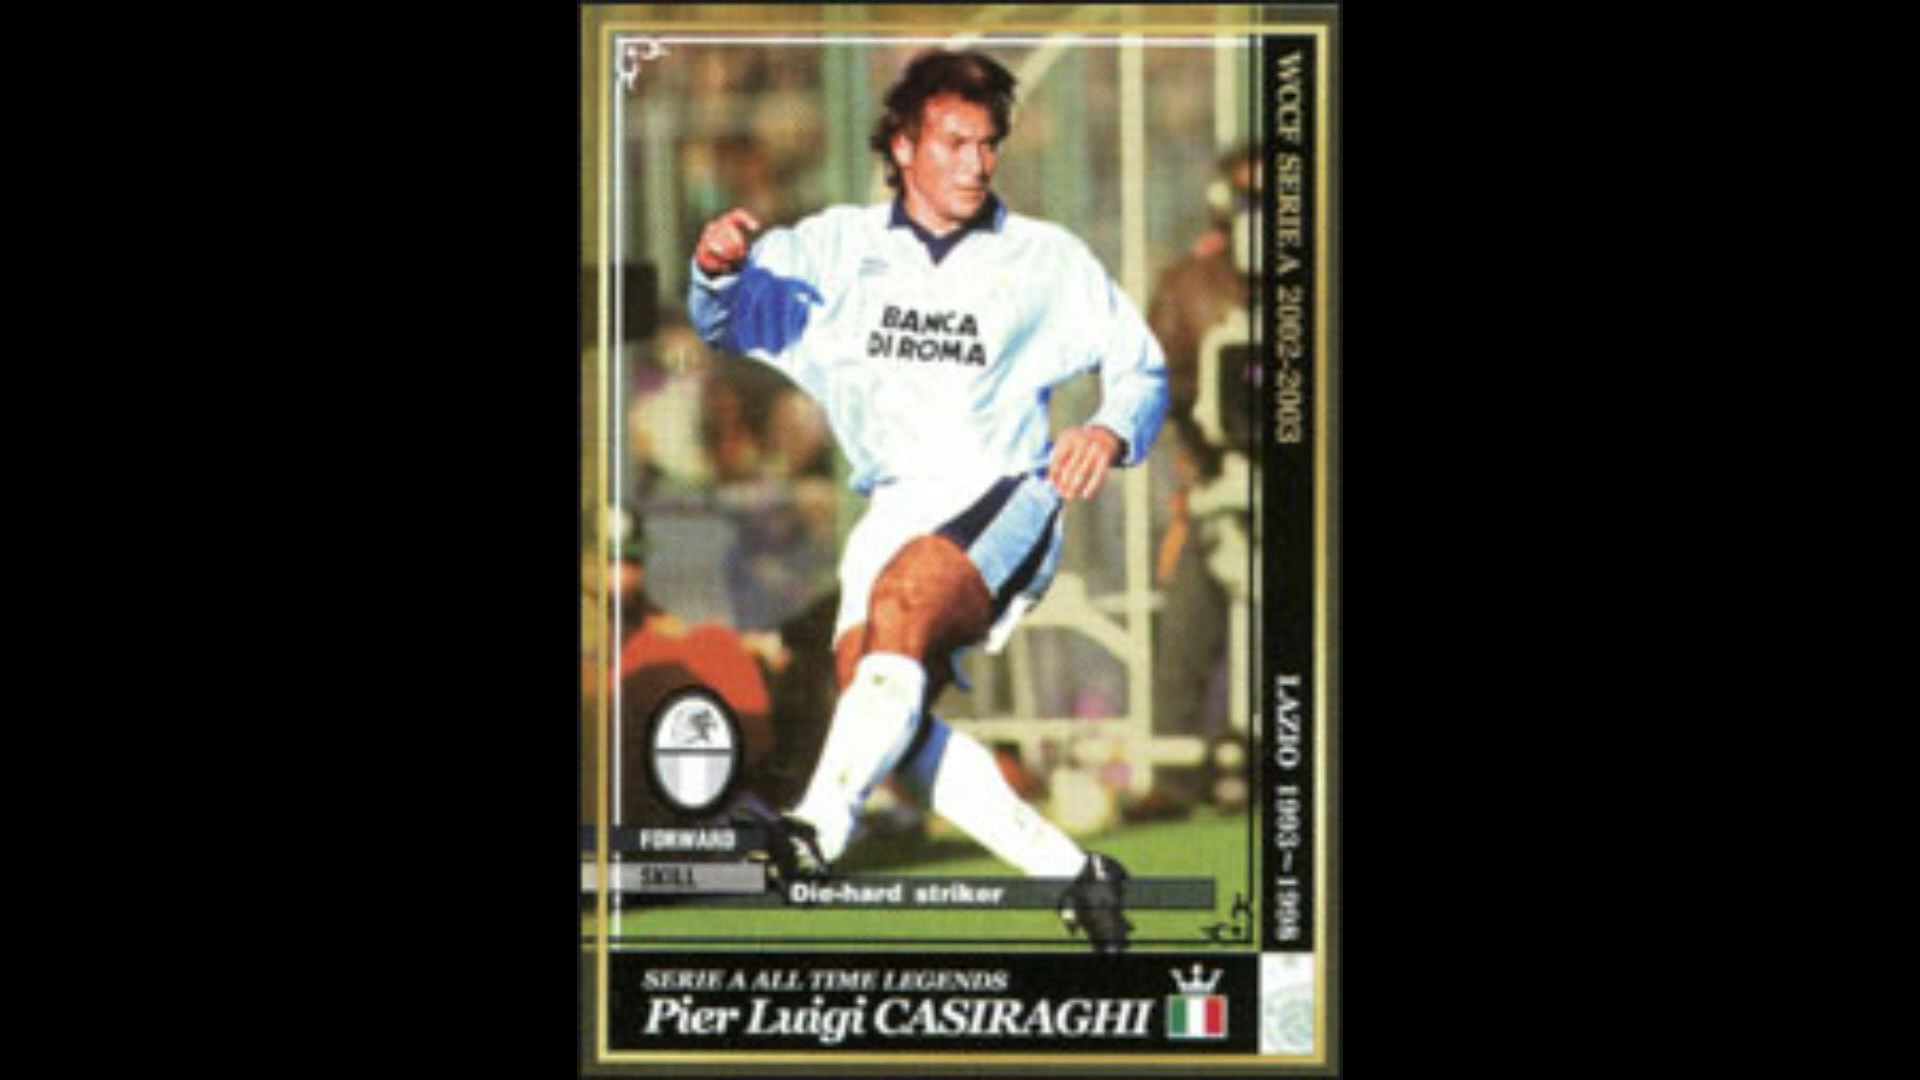 WCCF SERIE A 2002-2003
LAZIO 1993~1998
BANCA
DI ROMA
FORWARD
SKILL
Die-hard striker
SERIE A ALL TIME LEGENDS
Pier Luigi CASIRAGHI